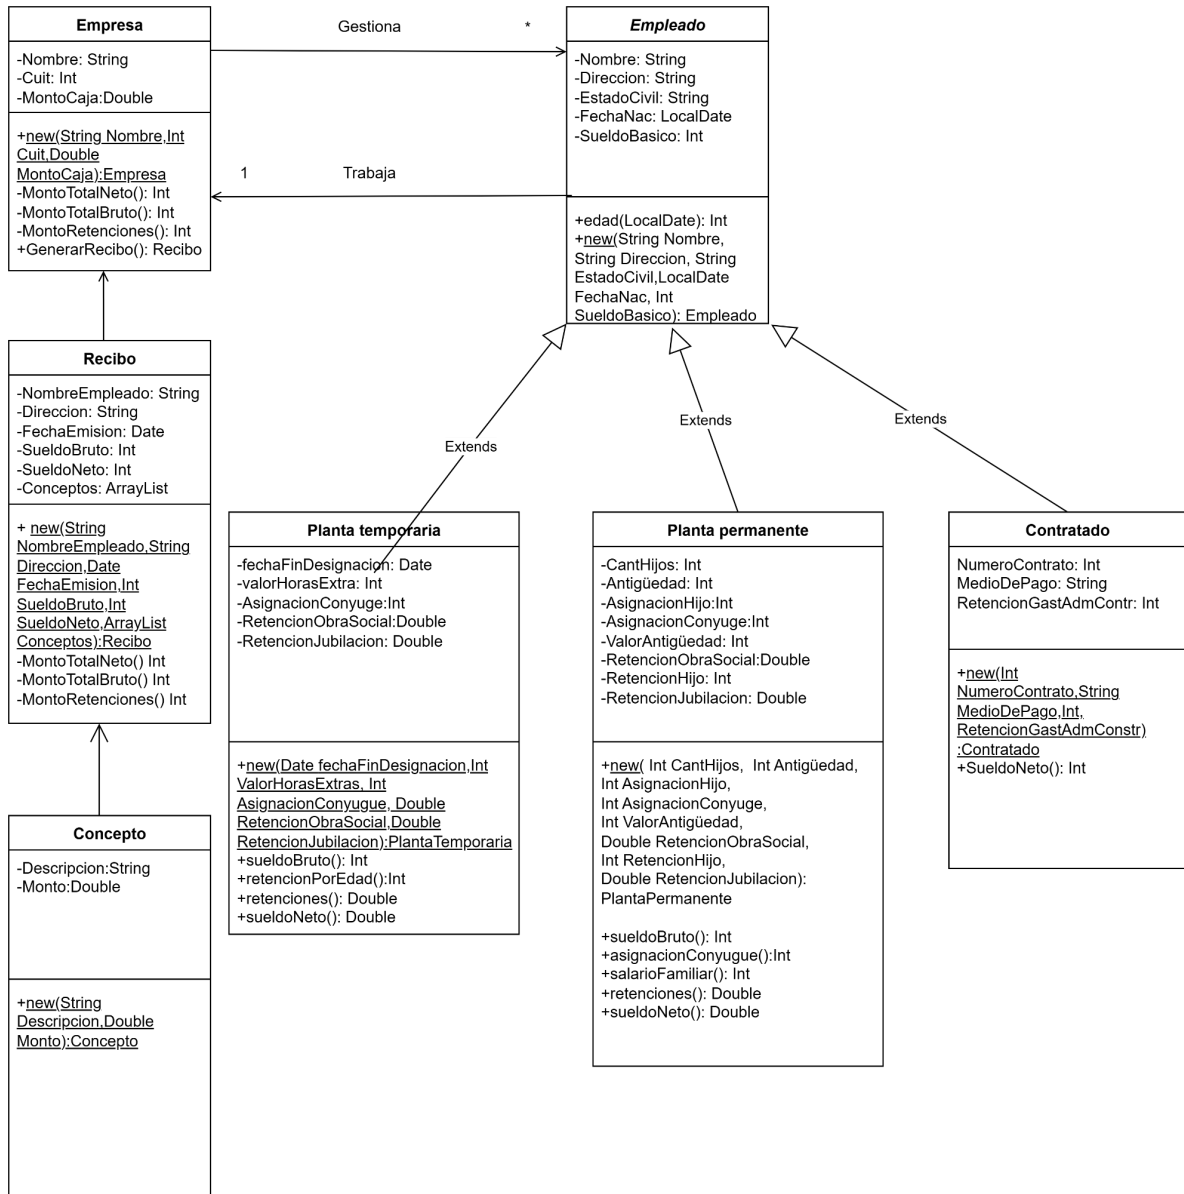 Empresa
-Nombre: String
-Cuit: Int
-MontoCaja:Double
+new(String Nombre,Int
Cuit,Double
MontoCaja):Empresa
-MontoTotalNeto(): Int
-MontoTotalBruto(): Int
-MontoRetenciones(): Int
+GenerarRecibo(): Recibo
Gestiona
*
1
Trabaja
Empleado
-Nombre: String
-Direccion: String
-EstadoCivil: String
-FechaNac: LocalDate
-SueldoBasico: Int
+edad(LocalDate): Int
+new(String Nombre,
String Direccion, String
EstadoCivil,LocalDate
FechaNac, Int
SueldoBasico): Empleado
Recibo
-NombreEmpleado: String
-Direccion: String
-FechaEmision: Date
-SueldoBruto: Int
-SueldoNeto: Int
-Conceptos: ArrayList
+ new(String
NombreEmpleado,String
Direccion,Date
FechaEmision,Int
SueldoBruto,Int
SueldoNeto,ArrayList
Conceptos):Recibo
-MontoTotalNeto() Int
-MontoTotalBruto() Int
-MontoRetenciones() Int
Extends
Extends
Extends
Planta temporaria
-fechaFinDesignacion: Date
-valorHorasExtra: Int
-AsignacionConyuge:Int
-RetencionObraSocial:Double
-RetencionJubilacion: Double
+new(Date fechaFinDesignacion,Int
ValorHorasExtras, Int
AsignacionConyugue, Double
RetencionObraSocial,Double
RetencionJubilacion):PlantaTemporaria
+sueldoBruto(): Int
+retencionPorEdad():Int
+retenciones(): Double
+sueldoNeto(): Double
Planta permanente
-CantHijos: Int
-Antigüedad: Int
-AsignacionHijo:Int
-AsignacionConyuge:Int
-ValorAntigüedad: Int
-RetencionObraSocial:Double
-RetencionHijo: Int
-RetencionJubilacion: Double
+new( Int CantHijos, Int Antigüedad,
Int AsignacionHijo,
Int AsignacionConyuge,
Int ValorAntigüedad,
Double RetencionObraSocial,
Int RetencionHijo,
Double RetencionJubilacion):
PlantaPermanente
+sueldoBruto(): Int
+asignacionConyugue():Int
+salarioFamiliar(): Int
+retenciones(): Double
+sueldoNeto(): Double
Contratado
NumeroContrato: Int
MedioDePago: String
RetencionGastAdmContr: Int
+new(Int
NumeroContrato,String
MedioDePago,Int,
RetencionGastAdmConstr)
:Contratado
+SueldoNeto(): Int
Concepto
-Descripcion:String
-Monto:Double
+new(String
Descripcion,Double
Monto):Concepto